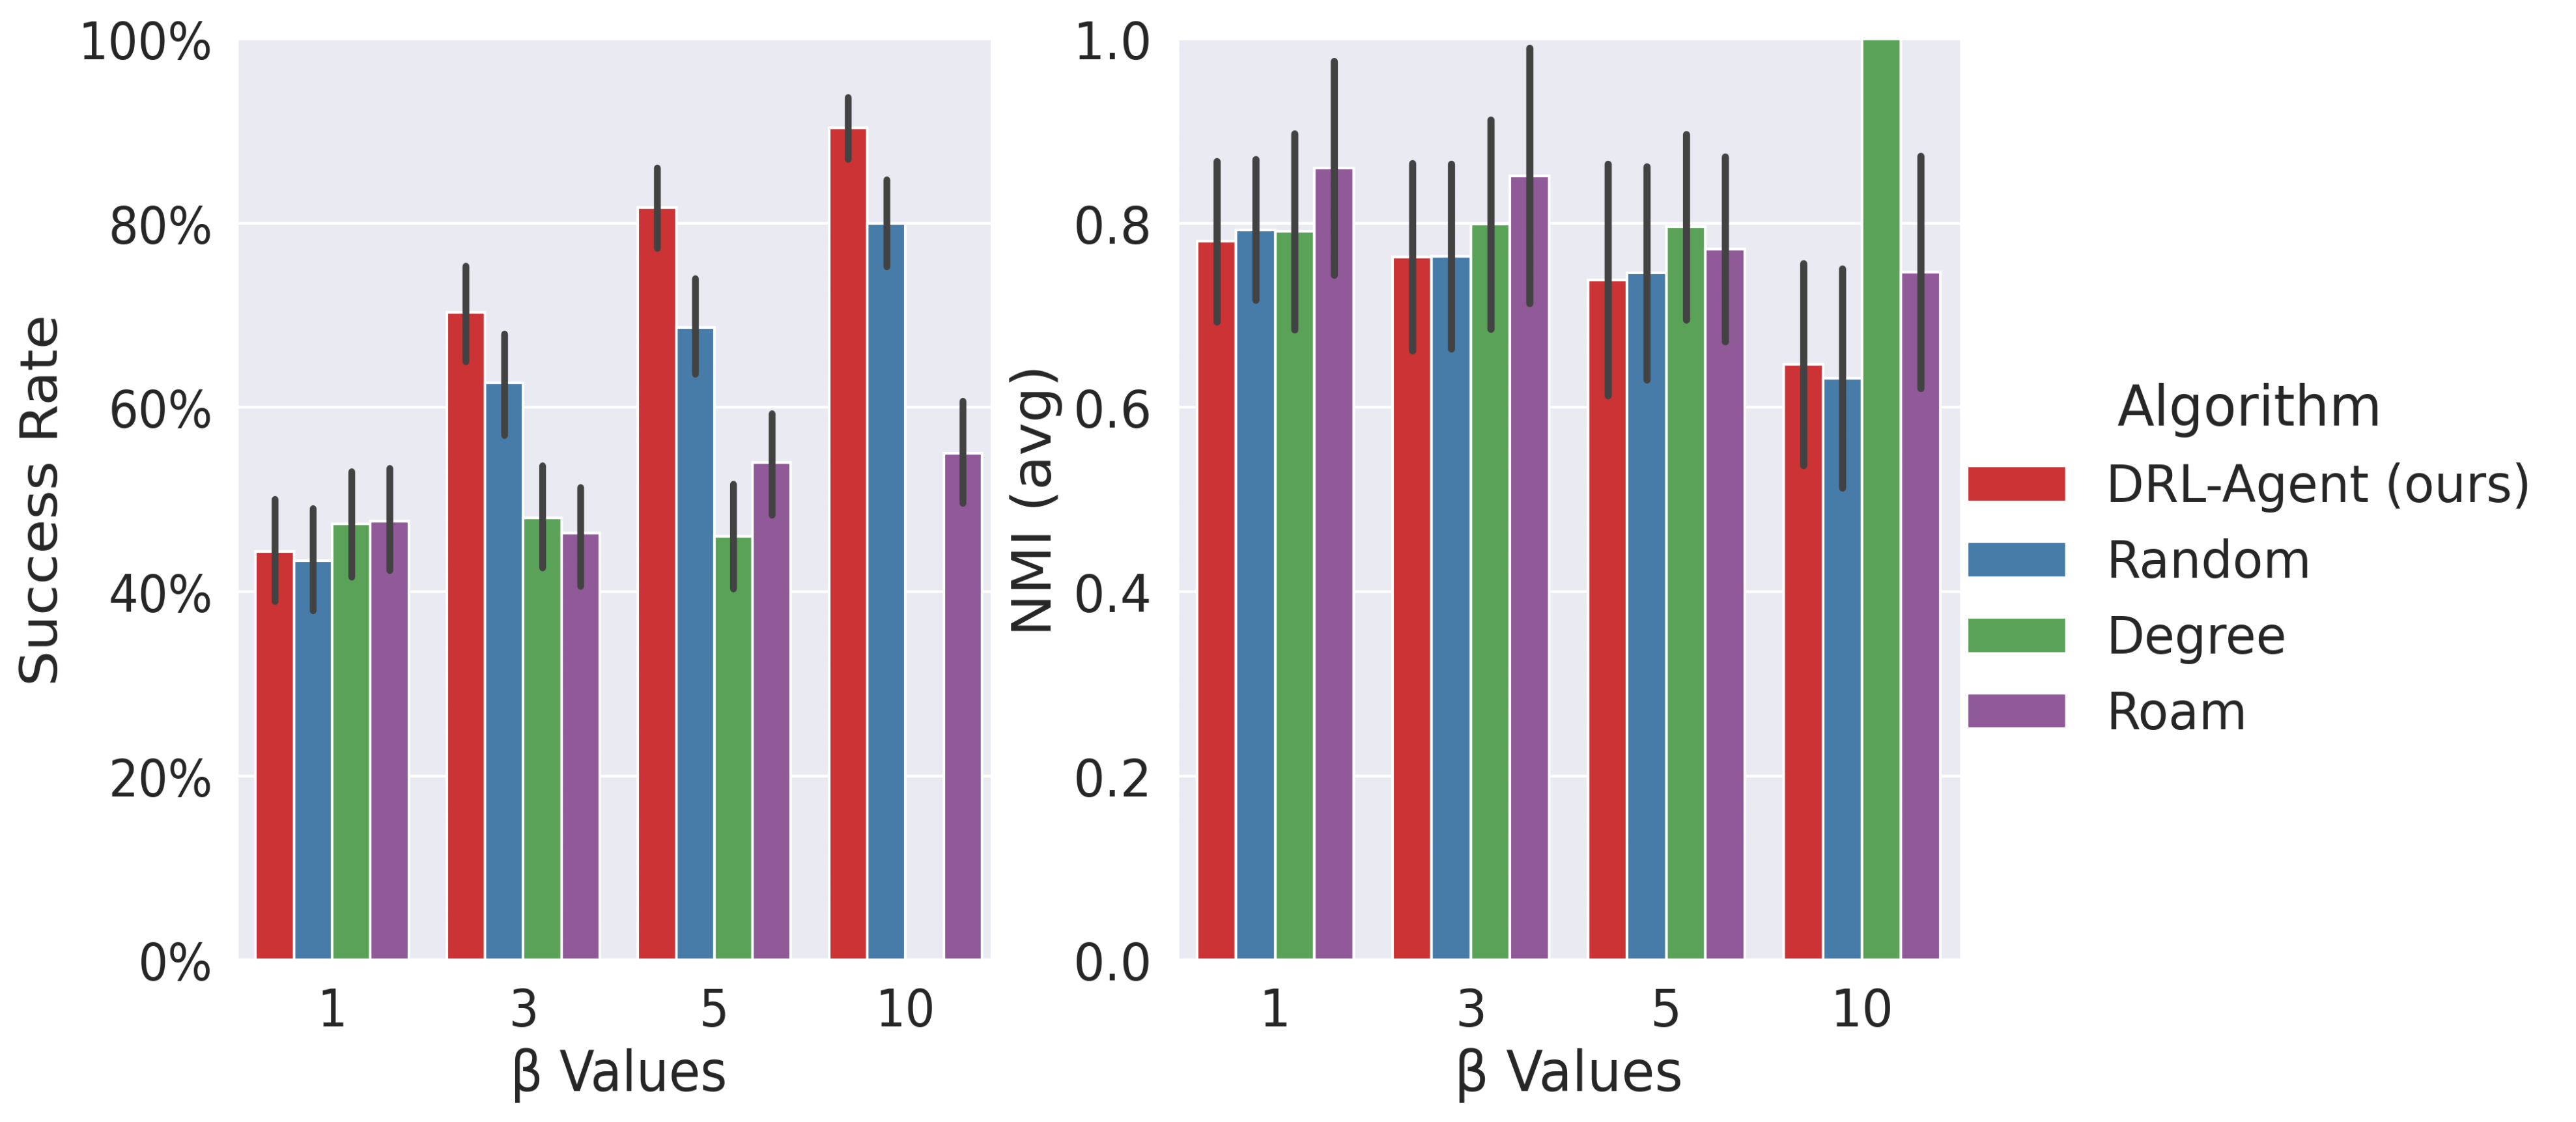 Success Rate
100%
80%
60%
40%
20%
0%
1 3 5 10
β Values
NMI (avg)
1.0
0.8
0.6
0.4
0.2
0.0
1 3 5 10
β Values
Algorithm
DRL-Agent (ours)
Random
Degree
Roam